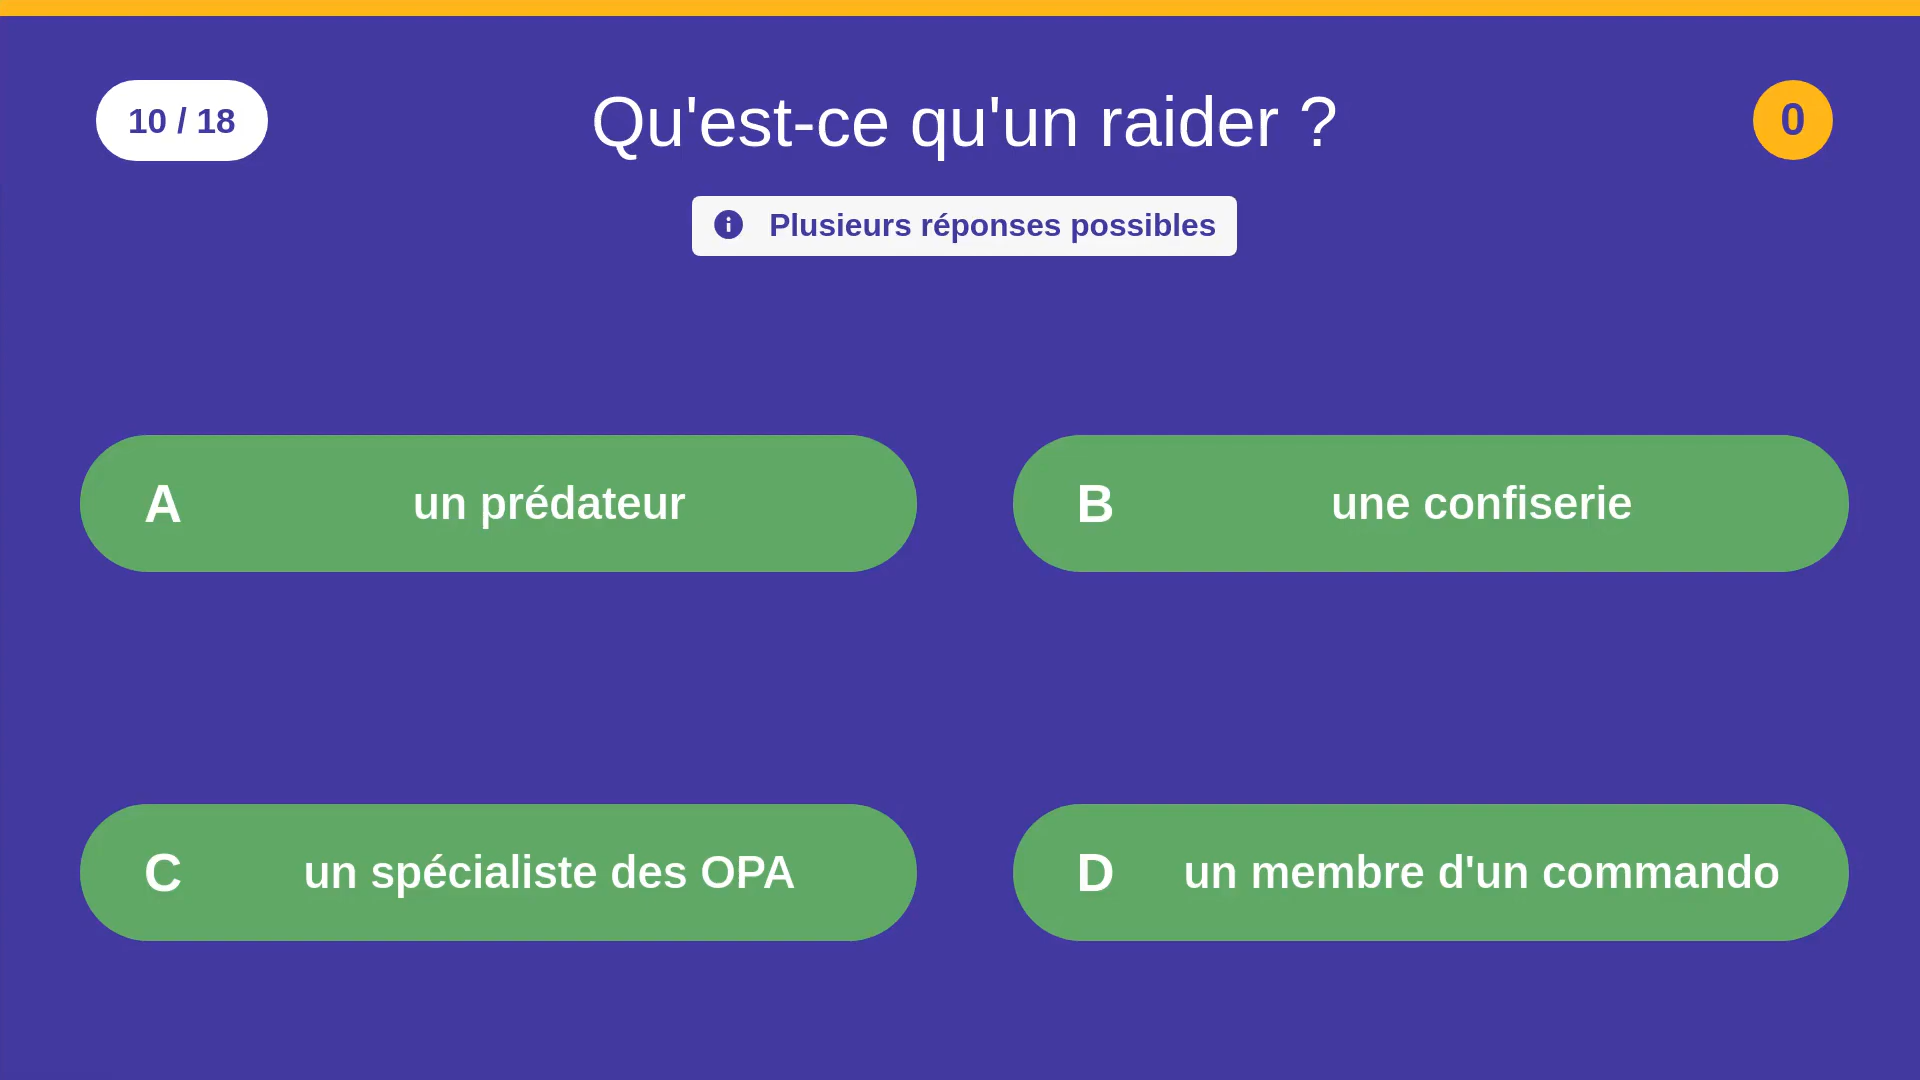 10 / 18
Qu'est-ce qu'un raider ?
0
Plusieurs réponses possibles
A un prédateur
B une confiserie
C un spécialiste des OPA
D un membre d'un commando